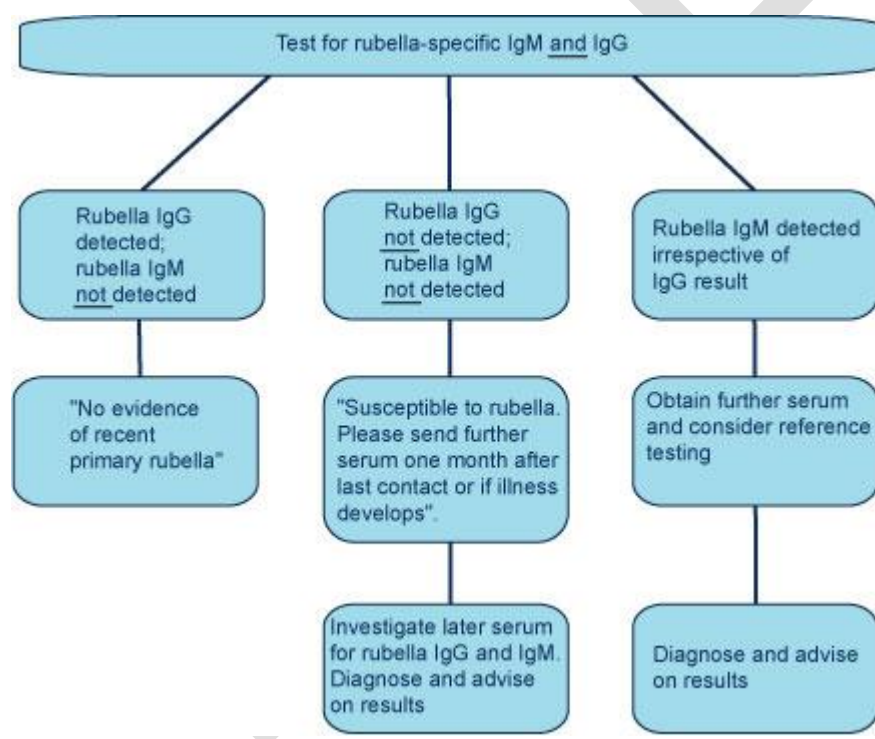 Test for rubella-specific IgM and IgG
Rubella IgG
detected;
rubella IgM
not detected
Rubella IgG
not detected;
rubella IgM
not detected
Rubella IgM detected
irrespective of
IgG result
"No evidence
of recent
primary rubella"
"Susceptible to rubella.
Please send further
serum one month after
last contact or if illness
develops".
Obtain further serum
and consider reference
testing
Investigate later serum
for rubella IgG and IgM.
Diagnose and advise
on results
Diagnose and advise
on results